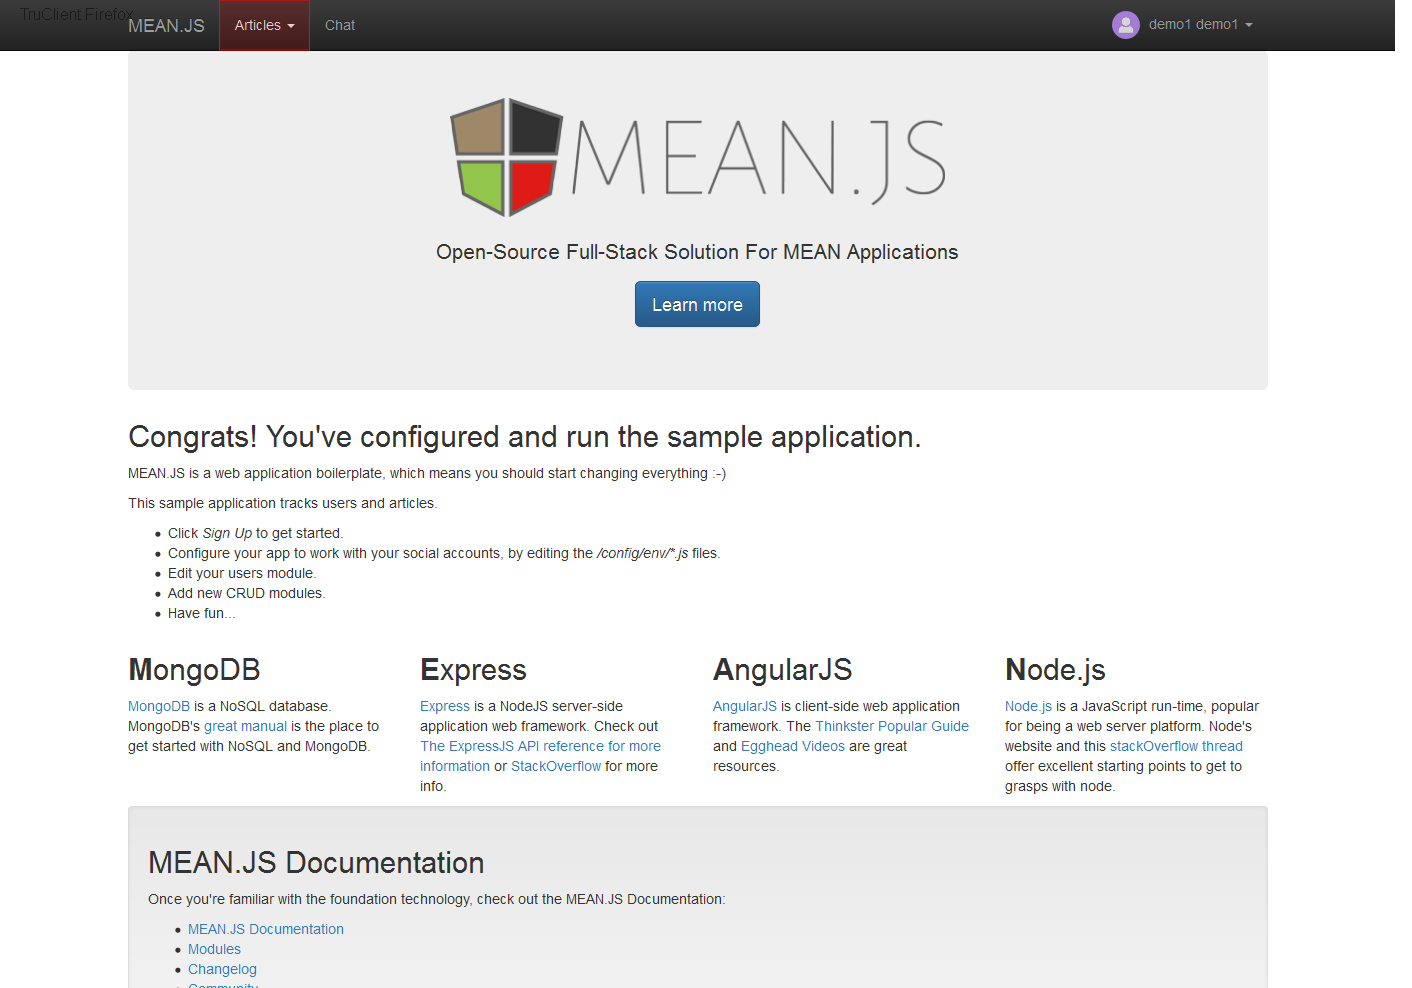 TruClient Firefox
MEAN.JS Articles Chat demo1 demo1
MEAN.JS
Open-Source Full-Stack Solution For MEAN Applications
Learn more
Congrats! You've configured and run the sample application.
MEAN.JS is a web application boilerplate, which means you should start changing everything :-)
This sample application tracks users and articles.
Click Sign Up to get started.
Configure your app to work with your social accounts, by editing the /config/env/*.js files.
Edit your users module.
Add new CRUD modules.
Have fun...
MongoDB
MongoDB is a NoSQL database.
MongoDB's great manual is the place to
get started with NoSQL and MongoDB.
Express
Express is a NodeJS server-side
application web framework. Check out
The ExpressJS API reference for more
information or StackOverflow for more
info.
AngularJS
AngularJS is client-side web application
framework. The Thinkster Popular Guide
and Egghead Videos are great
resources.
Node.js
Node.js is a JavaScript run-time, popular
for being a web server platform. Node's
website and this stackOverflow thread
offer excellent starting points to get to
grasps with node.
MEAN.JS Documentation
Once you're familiar with the foundation technology, check out the MEAN.JS Documentation:
MEAN.JS Documentation
Modules
Changelog
Community